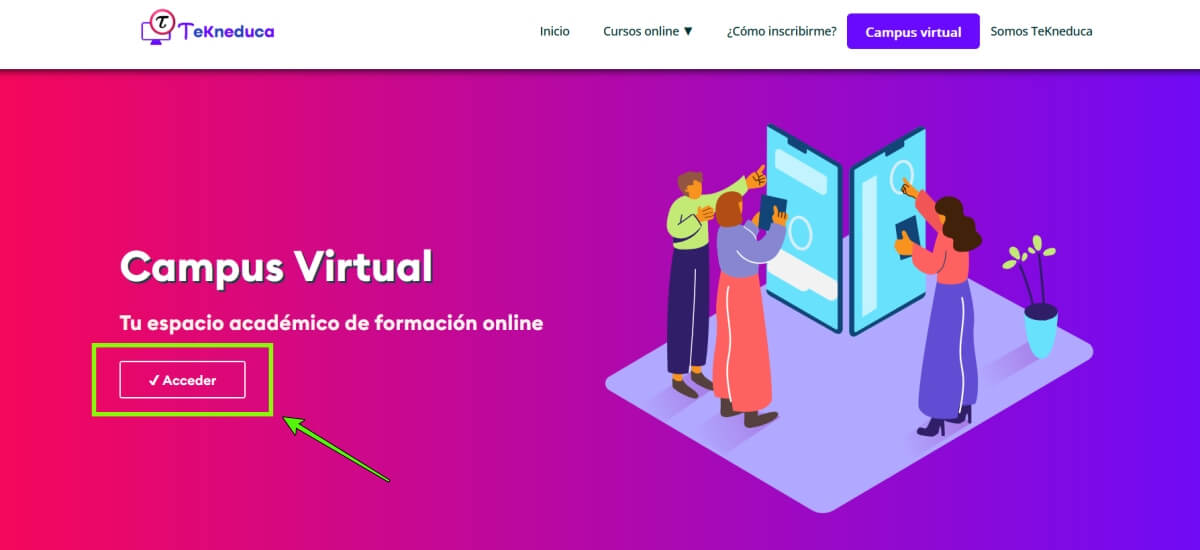 τ TeKneduca
Inicio
Cursos online ▼
¿Cómo inscribirme?
Campus virtual
Somos TeKneduca
Campus Virtual
Tu espacio académico de formación online
✓ Acceder